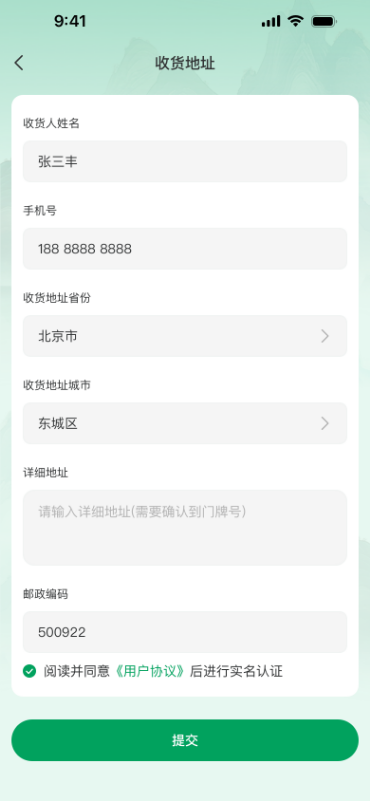 9:41
收货地址
收货人姓名
张三丰
手机号
188 8888 8888
收货地址省份
北京市
收货地址城市
东城区
详细地址
请输入详细地址(需要确认到门牌号)
邮政编码
500922
阅读并同意《用户协议》后进行实名认证
提交